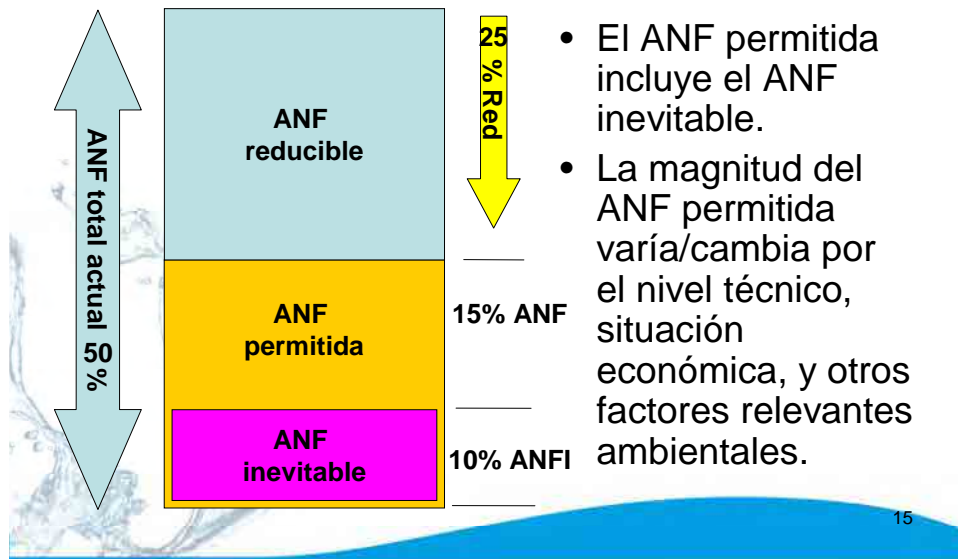 ANF total actual 50 %
ANF
reducible
ANF
permitida
ANF
inevitable
25 % Red
15% ANF
10% ANFI
• El ANF permitida
incluye el ANF
inevitable.
• La magnitud del
ANF permitida
varía/cambia por
el nivel técnico,
situación
económica, y otros
factores relevantes
ambientales.
15